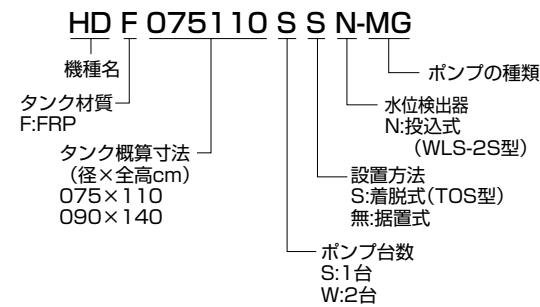 HD F 075110 S S N-MG
機種名
ポンプの種類
タンク材質
F:FRP
水位検出器
N:投込式
(WLS-2S型)
タンク概算寸法
(径×全高cm)
075×110
090×140
設置方法
S:着脱式(TOS型)
無:据置式
ポンプ台数
S:1台
W:2台